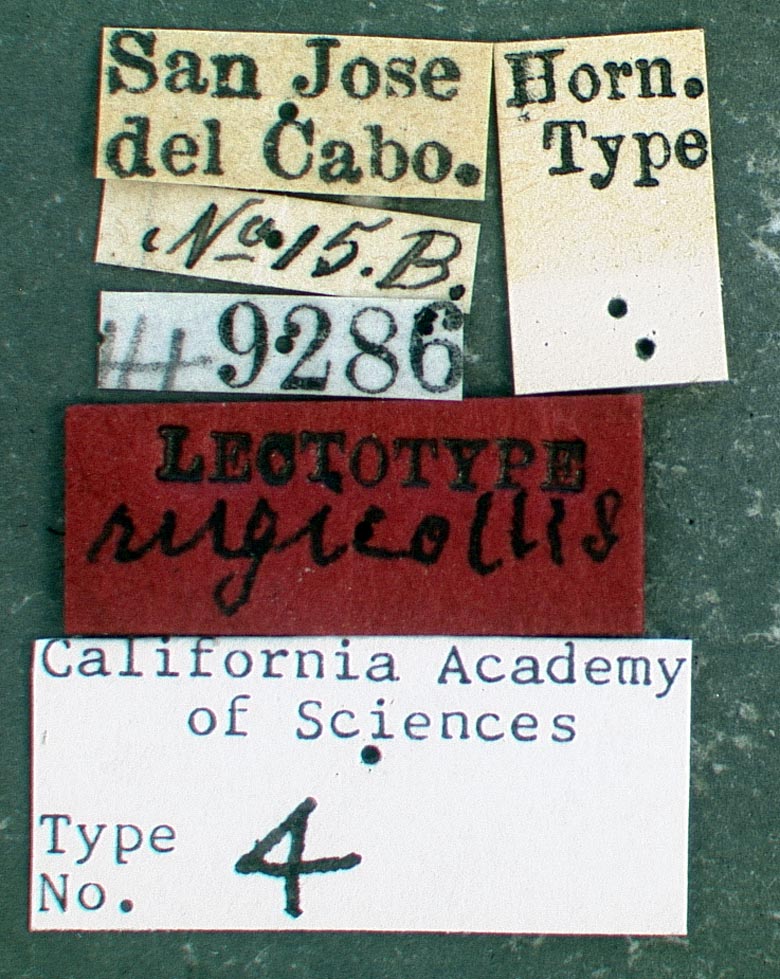 San Jose
del Cabo.
No. 15. B.
9286
Horn.
Type
LECTOTYPE
rugicollis
California Academy
of Sciences
Type
No. 4